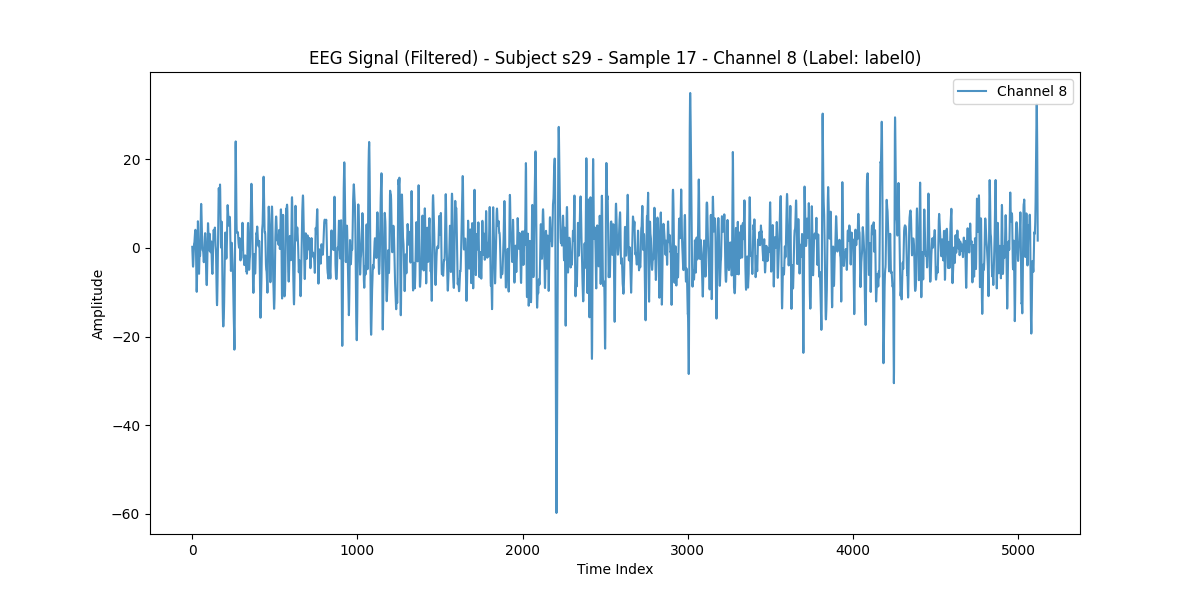 EEG Signal (Filtered) - Subject s29 - Sample 17 - Channel 8 (Label: label0)
Channel 8
20
0
−20
−40
−60
Amplitude
0 1000 2000 3000 4000 5000
Time Index